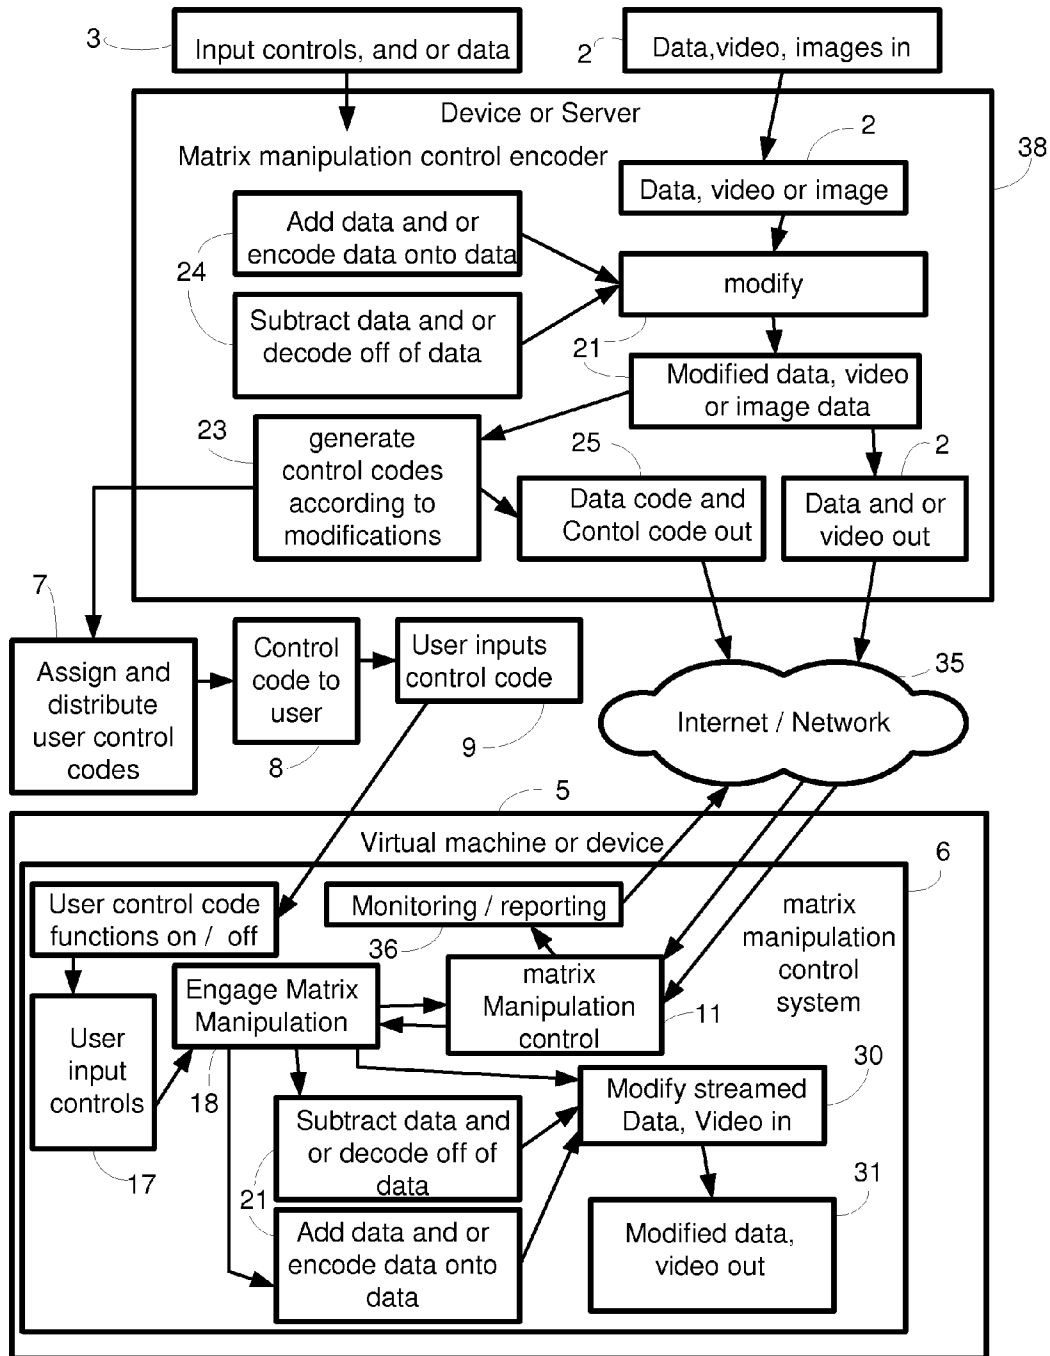 3
Input controls, and or data
2
Data,video, images in
Device or Server
Matrix manipulation control encoder
2
38
Data, video or image
Add data and or
encode data onto data
24
modify
Subtract data and or
decode off of data
21
Modified data, video
or image data
23
generate
control codes
according to
modifications
25
2
Data code and
Contol code out
Data and or
video out
7
Assign and
distribute
user control
codes
Control
code to
user
8
User inputs
control code
9
35
Internet / Network
5
Virtual machine or device
6
User control code
functions on / off
Monitoring / reporting
36
matrix
manipulation
control
system
Engage Matrix
Manipulation
18
matrix
Manipulation
control
11
User
input
controls
17
30
Modify streamed
Data, Video in
Subtract data and
or decode off of
data
21
31
Add data and or
encode data onto
data
Modified data,
video out